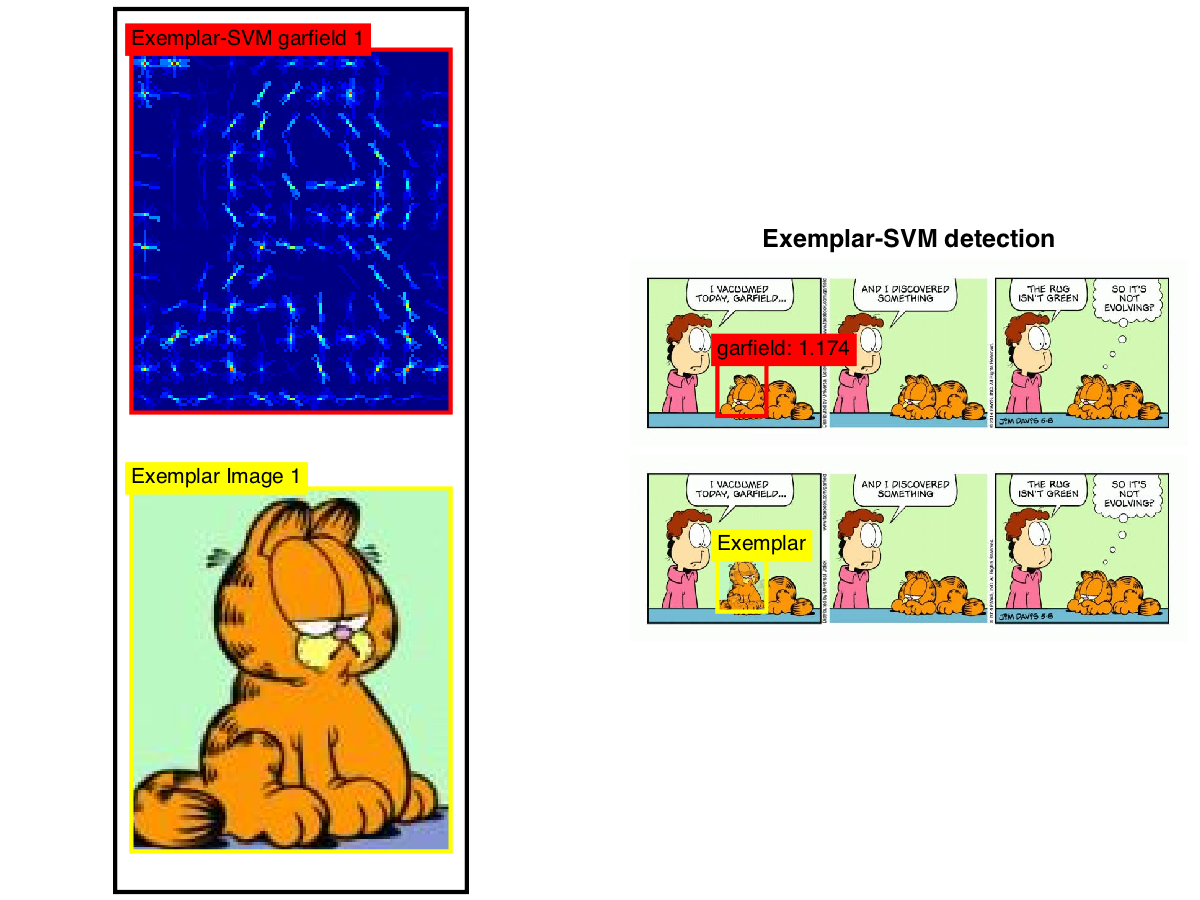 Exemplar-SVM garfield 1
Exemplar Image 1
Exemplar-SVM detection
I VACUUMED
TODAY, GARFIELD...
AND I DISCOVERED
SOMETHING
THE RUG
ISN'T GREEN
SO IT'S
NOT
EVOLVING?
garfield: 1.174
JIM DAVIS 5-6
I VACUUMED
TODAY, GARFIELD...
AND I DISCOVERED
SOMETHING
THE RUG
ISN'T GREEN
SO IT'S
NOT
EVOLVING?
Exemplar
JIM DAVIS 5-6